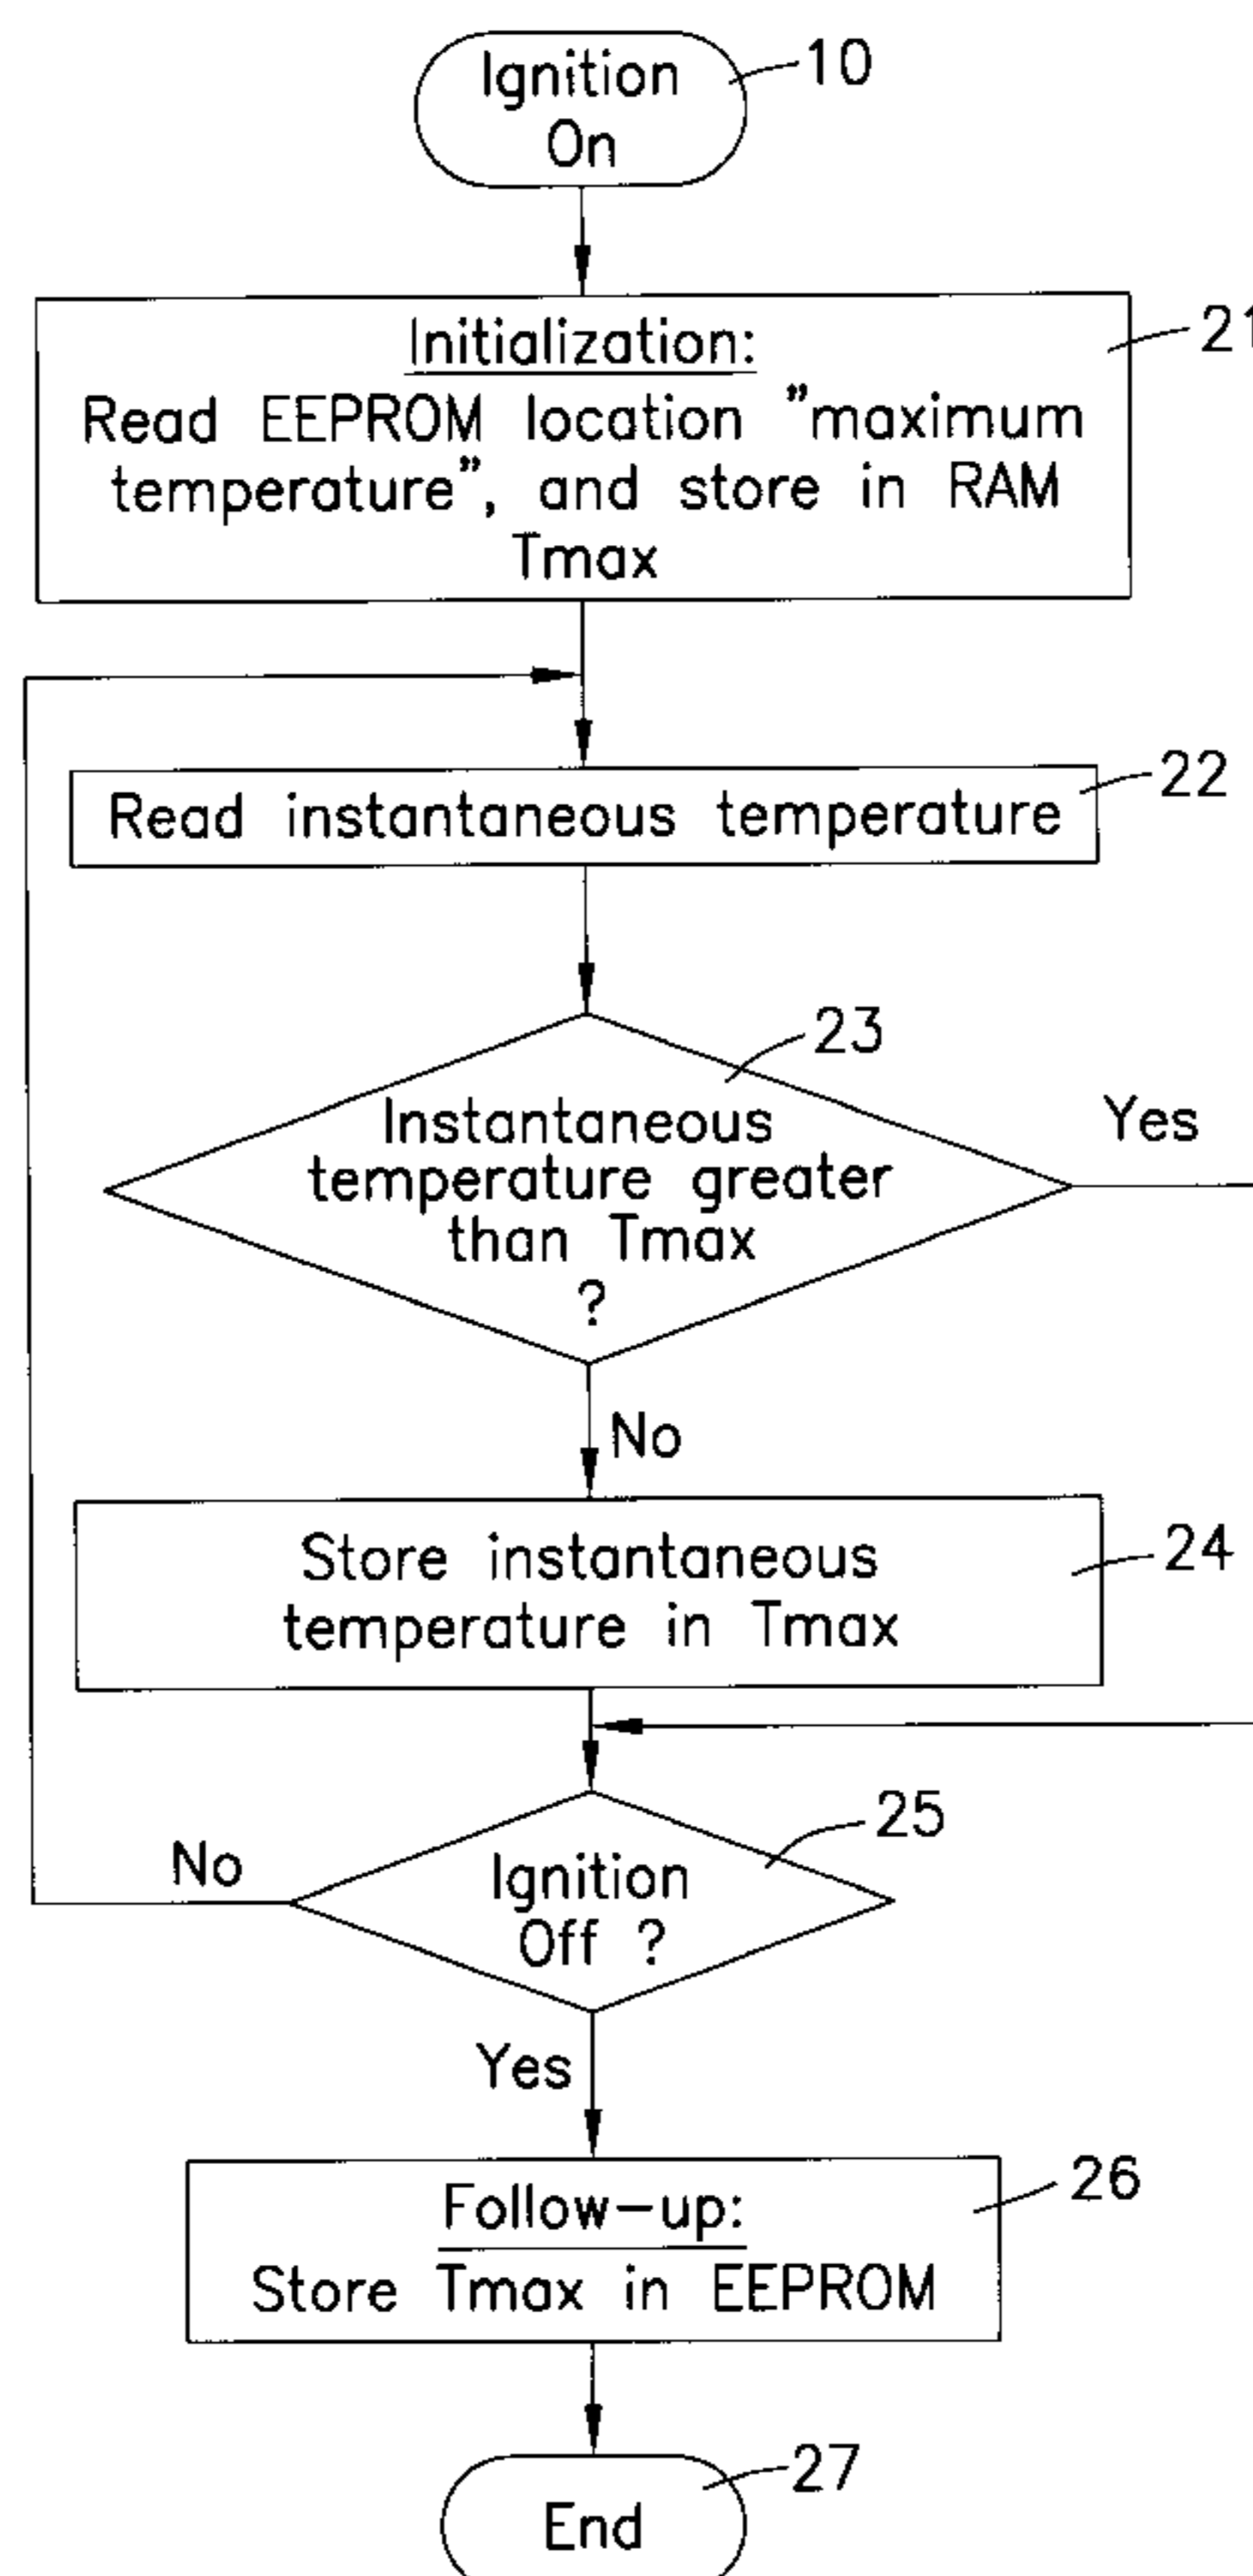 Ignition
On
10
Initialization:
Read EEPROM location "maximum
temperature", and store in RAM
Tmax
21
Read instantaneous temperature
22
23
Instantaneous
temperature greater
than Tmax
?
Yes
No
Store instantaneous
temperature in Tmax
24
25
Ignition
Off ?
No
Yes
Follow-up:
Store Tmax in EEPROM
26
End
27